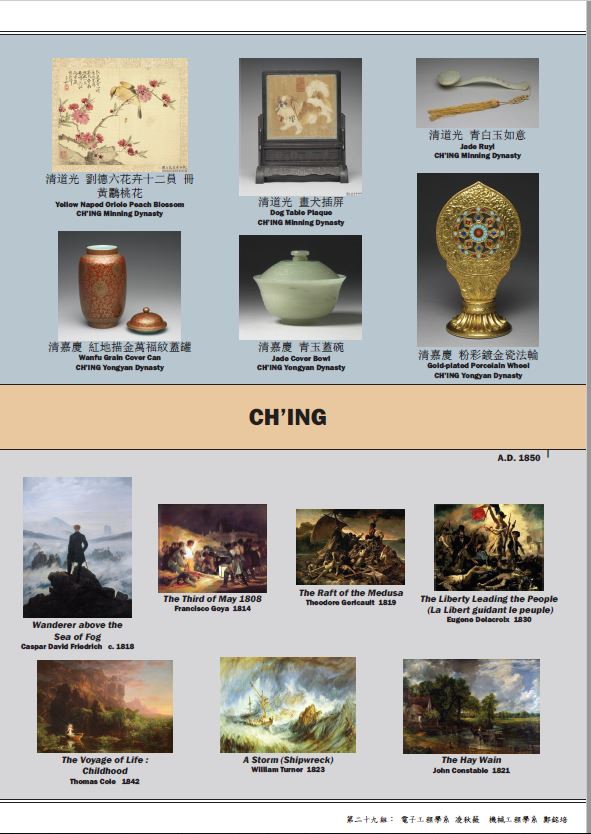 清道光 劉德六花卉十二員 冊
黃鸝桃花
Yellow Naped Oriole Peach Blossom
CH'ING Minning Dynasty
清道光 畫犬插屏
Dog Table Plaque
CH'ING Minning Dynasty
清道光 青白玉如意
Jade Ruyi
CH'ING Minning Dynasty
清嘉慶 紅地描金萬福紋蓋罐
Wanfu Grain Cover Can
CH'ING Yongyan Dynasty
清嘉慶 青玉蓋碗
Jade Cover Bowl
CH'ING Yongyan Dynasty
清嘉慶 粉彩鍍金瓷法輪
Gold-plated Porcelain Wheel
CH'ING Yongyan Dynasty
CH'ING
A.D. 1850
Wanderer above the
Sea of Fog
Caspar David Friedrich c. 1818
The Third of May 1808
Francisco Goya 1814
The Raft of the Medusa
Theodore Gericault 1819
The Liberty Leading the People
(La Libert guidant le peuple)
Eugene Delacroix 1830
The Voyage of Life :
Childhood
Thomas Cole 1842
A Storm (Shipwreck)
William Turner 1823
The Hay Wain
John Constable 1821
第二十九組： 電子工程學系 凌秋薇 機械工程學系 鄭銘培